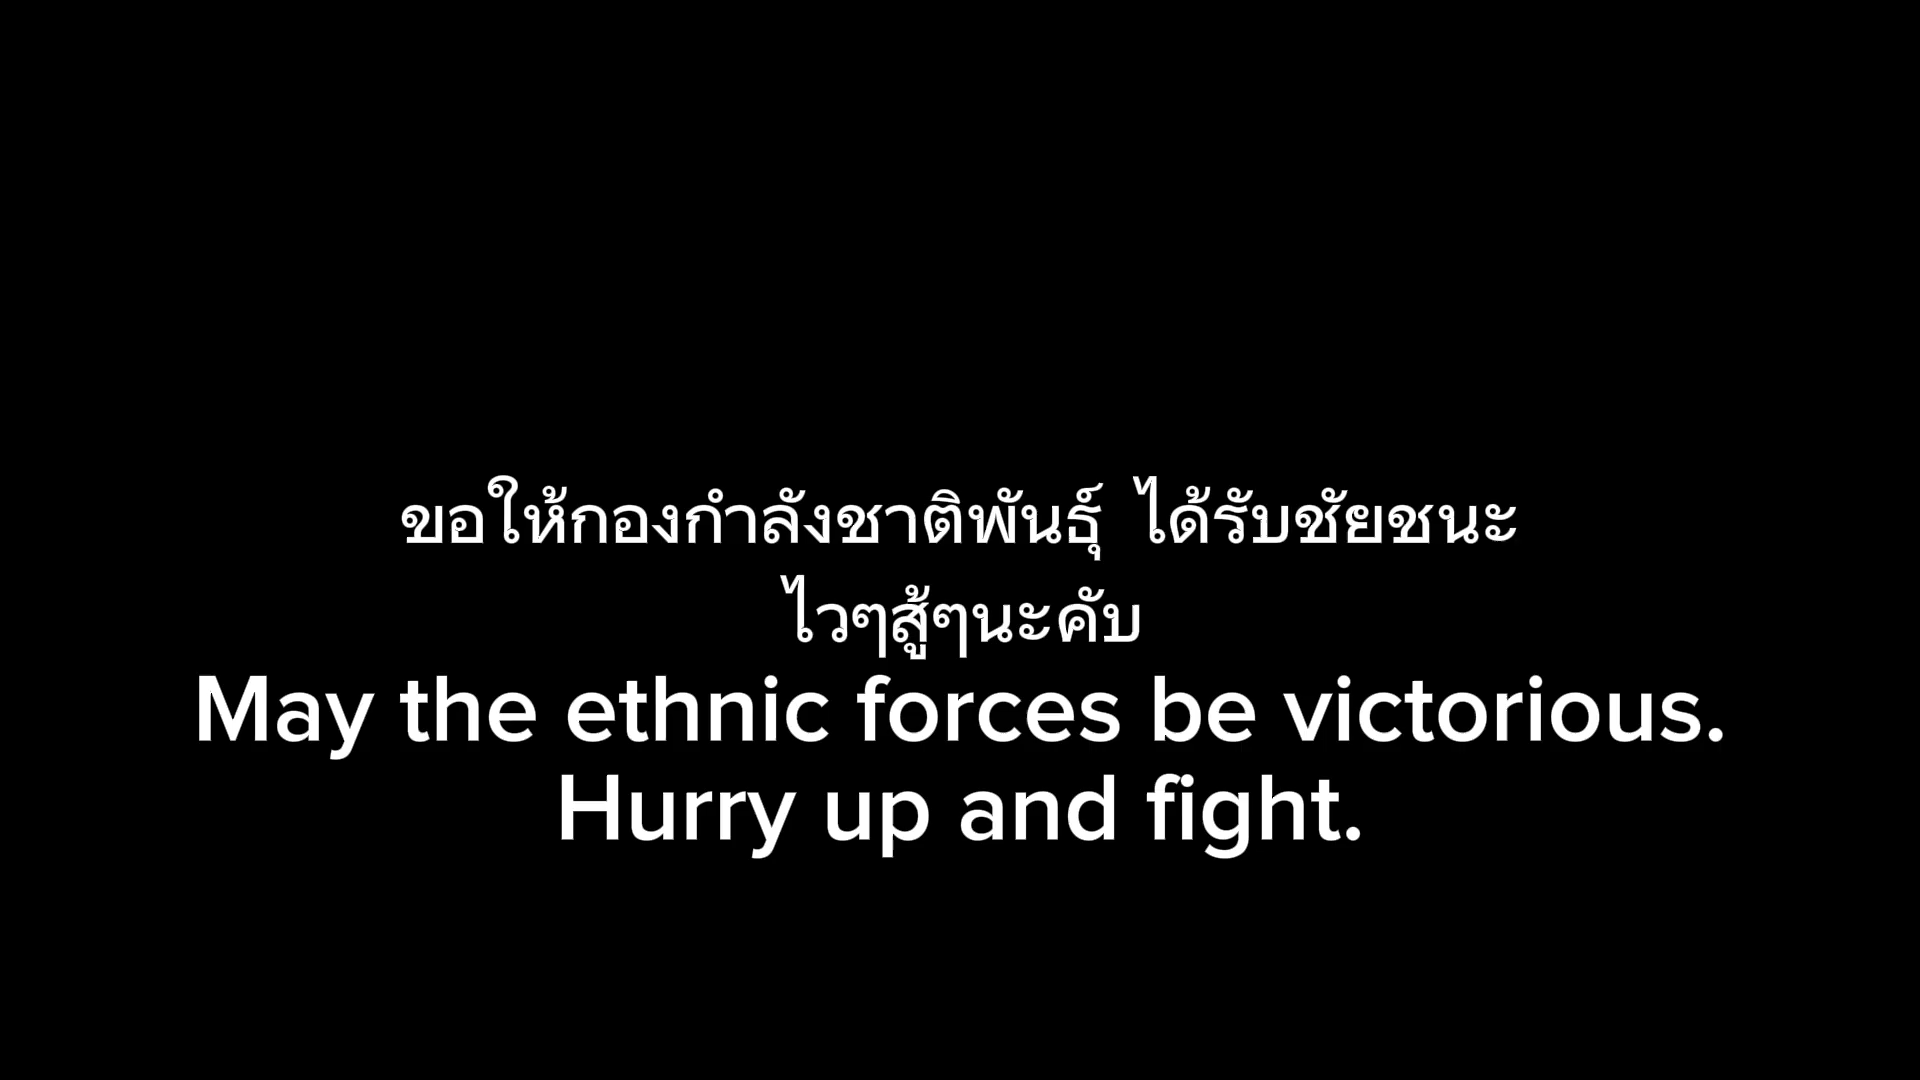 ขอให้กองกำลังชาติพันธุ์ ได้รับชัยชนะ
ไวๆสู้ๆนะคับ
May the ethnic forces be victorious.
Hurry up and fight.